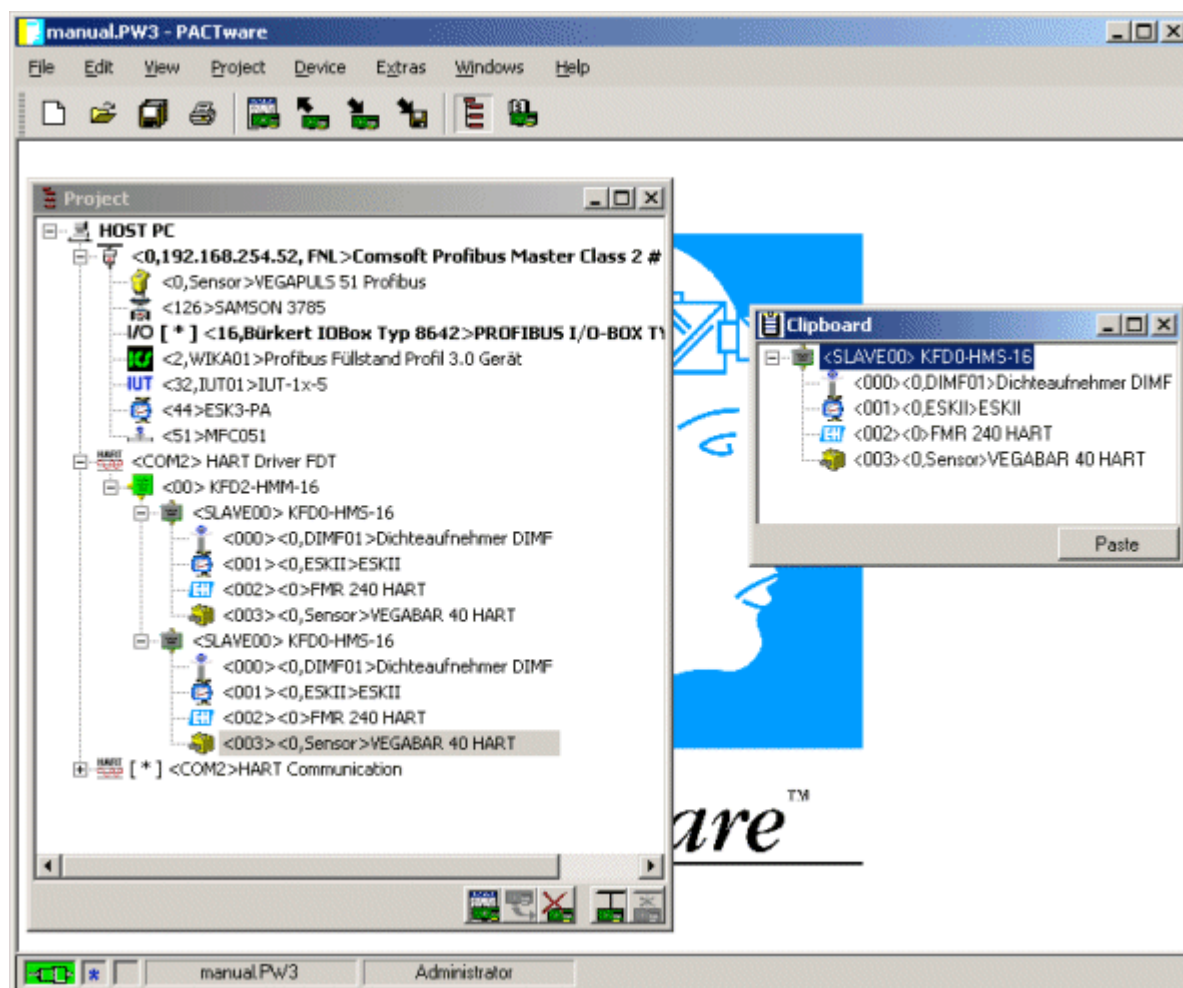 manual.PW3 - PACTware
File Edit View Project Device Extras Windows Help
Project
HOST PC
<0,192.168.254.52, FNL>Comsoft Profibus Master Class 2 #
<0,Sensor>VEGAPULS 51 Profibus
<126>SAMSON 3785
I/O [ * ] <16,Bürkert IOBox Typ 8642>PROFIBUS I/O-BOX TY
<2,WIKA01>Profibus Füllstand Profil 3.0 Gerät
IUT <32,IUT01>IUT-1x-5
<44>ESK3-PA
<51>MFC051
HART <COM2> HART Driver FDT
<00> KFD2-HMM-16
<SLAVE00> KFD0-HMS-16
<000><0,DIMF01>Dichteaufnehmer DIMF
<001><0,ESKII>ESKII
EH <002><0>FMR 240 HART
<003><0,Sensor>VEGABAR 40 HART
<SLAVE00> KFD0-HMS-16
<000><0,DIMF01>Dichteaufnehmer DIMF
<001><0,ESKII>ESKII
EH <002><0>FMR 240 HART
<003><0,Sensor>VEGABAR 40 HART
HART [ * ] <COM2>HART Communication
Clipboard
<SLAVE00> KFD0-HMS-16
<000><0,DIMF01>Dichteaufnehmer DIMF
<001><0,ESKII>ESKII
EH <002><0>FMR 240 HART
<003><0,Sensor>VEGABAR 40 HART
Paste
are™
manual.PW3 Administrator